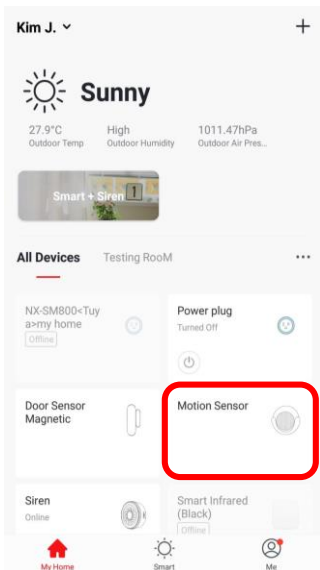 Kim J.
Sunny
27.9°C High 1011.47hPa
Outdoor Temp Outdoor Humidity Outdoor Air Pres...
Smart + Siren 1
All Devices Testing RooM
NX-SM800<Tuy
a>my home
Offline
Power plug
Turned Off
Door Sensor
Magnetic
Motion Sensor
Siren
Online
Smart Infrared
(Black)
Offline
My Home Smart Me